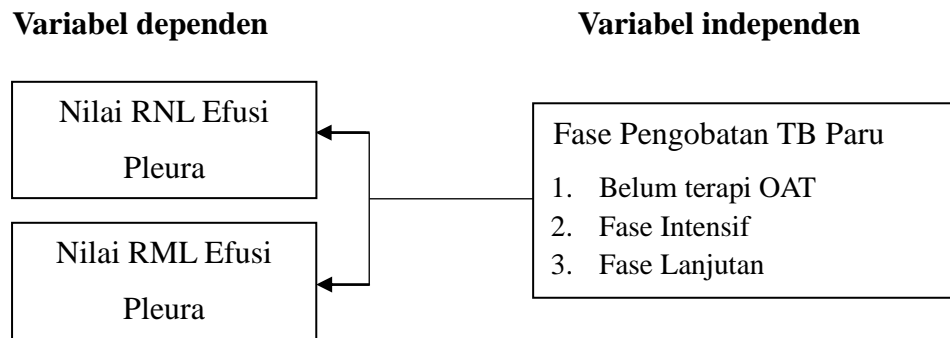 Variabel dependen
Variabel independen
Nilai RNL Efusi
Pleura
Nilai RML Efusi
Pleura
Fase Pengobatan TB Paru
1. Belum terapi OAT
2. Fase Intensif
3. Fase Lanjutan